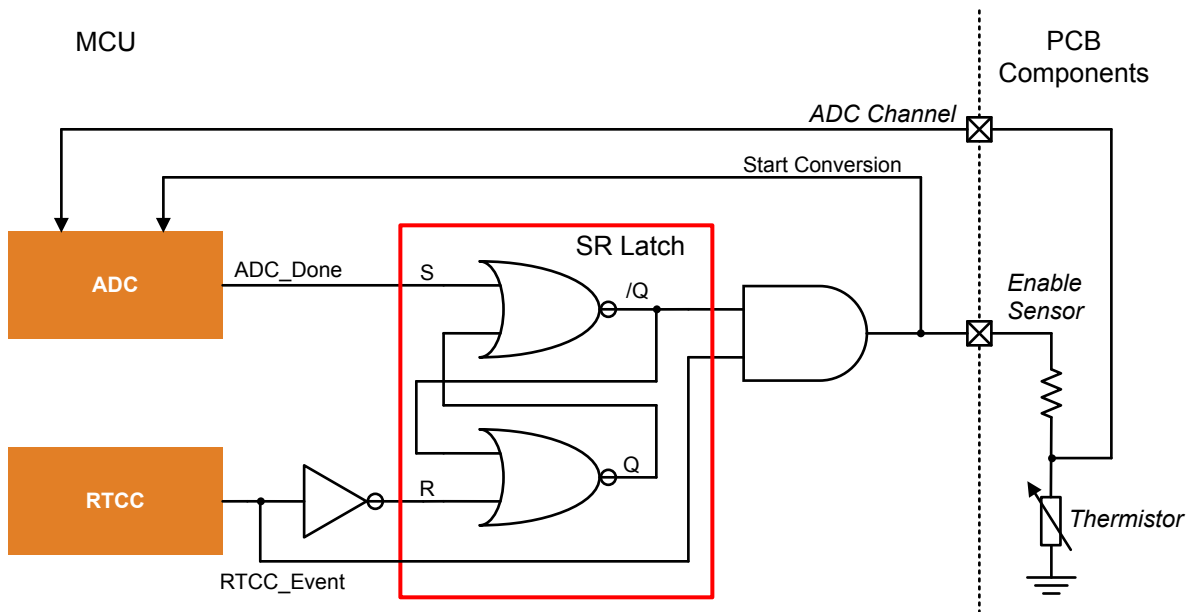 MCU
PCB
Components
ADC Channel
Start Conversion
SR Latch
ADC
ADC_Done
S
/Q
Enable
Sensor
RTCC
R
Q
Thermistor
RTCC_Event